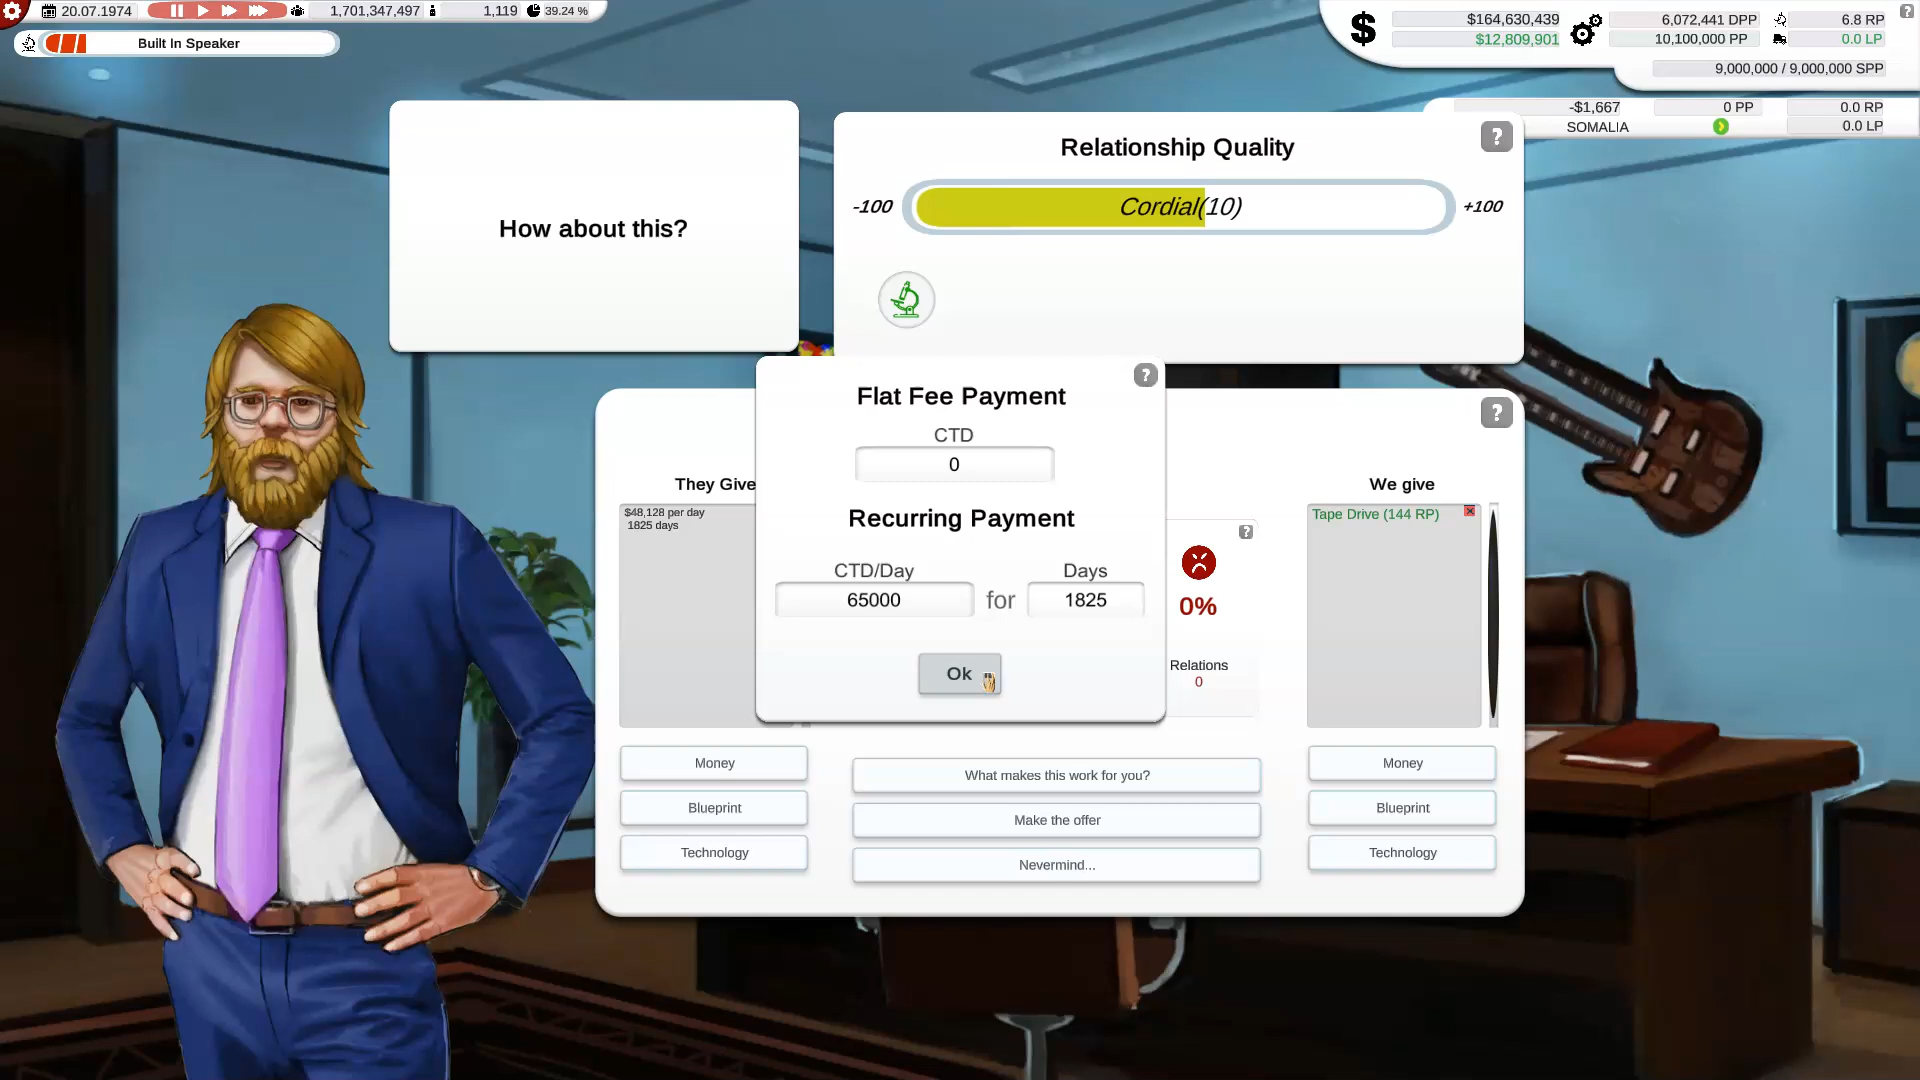 20.07.1974
1,701,347,497
1,119
39.24 %
Built In Speaker
$164,630,439
6,072,441 DPP
6.8 RP
$12,809,901
10,100,000 PP
0.0 LP
9,000,000 / 9,000,000 SPP
-$1,667
0 PP
0.0 RP
SOMALIA
0.0 LP
How about this?
Relationship Quality
?
-100
Cordial(10)
+100
Flat Fee Payment
?
CTD
0
Recurring Payment
CTD/Day
Days
65000
for
1825
Ok
?
They Give
$48,128 per day
1825 days
?
0%
Relations
0
We give
Tape Drive (144 RP)
Money
Blueprint
Technology
What makes this work for you?
Make the offer
Nevermind...
Money
Blueprint
Technology